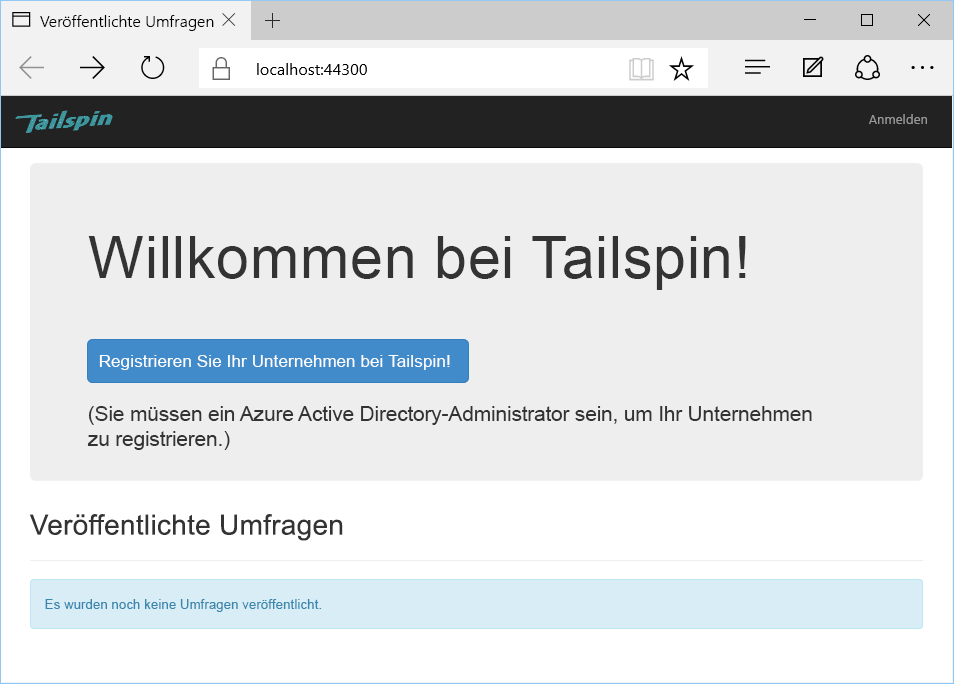 Veröffentlichte Umfragen
localhost:44300
Tailspin
Anmelden
Willkommen bei Tailspin!
Registrieren Sie Ihr Unternehmen bei Tailspin!
(Sie müssen ein Azure Active Directory-Administrator sein, um Ihr Unternehmen
zu registrieren.)
Veröffentlichte Umfragen
Es wurden noch keine Umfragen veröffentlicht.